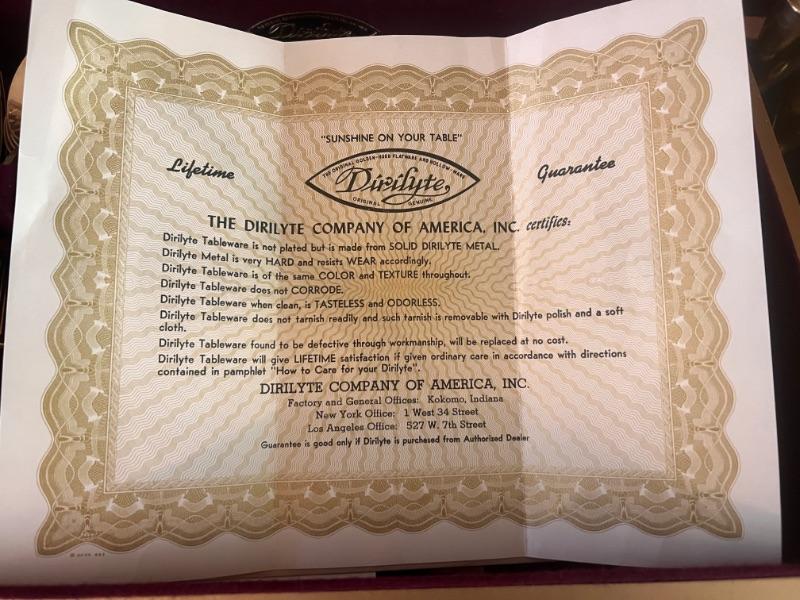 Dirilyte
"SUNSHINE ON YOUR TABLE"
Lifetime
THE ORIGINAL GOLDEN-HUED FLATWARE AND HOLLOW WARE
Dirilyte,
ORIGINAL GENUINE
Guarantee
THE DIRILYTE COMPANY OF AMERICA, INC. certifies:
Dirilyte Tableware is not plated but is made from SOLID DIRILYTE METAL.
Dirilyte Metal is very HARD and resists WEAR accordingly.
Dirilyte Tableware is of the same COLOR and TEXTURE throughout.
Dirilyte Tableware does not CORRODE.
Dirilyte Tableware when clean, is TASTELESS and ODORLESS.
Dirilyte Tableware does not tarnish readily and such tarnish is removable with Dirilyte polish and a soft
cloth.
Dirilyte Tableware found to be defective through workmanship, will be replaced at no cost.
Dirilyte Tableware will give LIFETIME satisfaction if given ordinary care in accordance with directions
contained in pamphlet "How to Care for your Dirilyte".
DIRILYTE COMPANY OF AMERICA, INC.
Factory and General Offices: Kokomo, Indiana
New York Office: 1 West 34 Street
Los Angeles Office: 527 W. 7th Street
Guarantee is good only if Dirilyte is purchased from Authorized Dealer